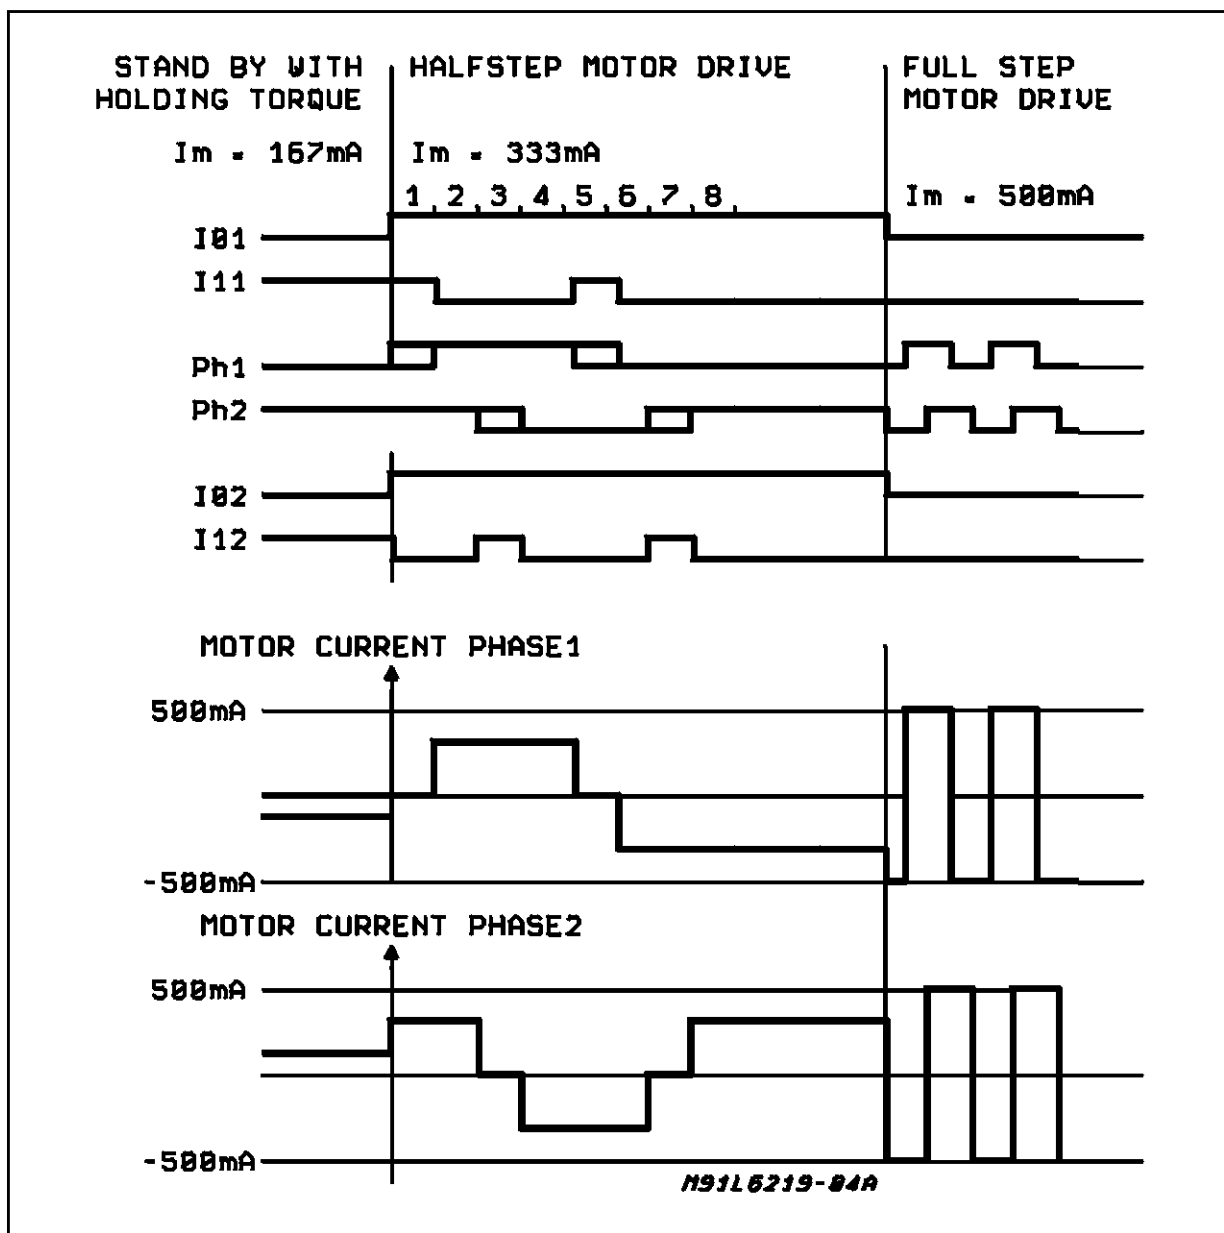 STAND BY WITH
HOLDING TORQUE
Im = 167mA
HALFSTEP MOTOR DRIVE
Im = 333mA
FULL STEP
MOTOR DRIVE
Im = 500mA
1 2 3 4 5 6 7 8
I01
I11
Ph1
Ph2
I02
I12
MOTOR CURRENT PHASE1
500mA
-500mA
MOTOR CURRENT PHASE2
500mA
-500mA
M91L6219-04A